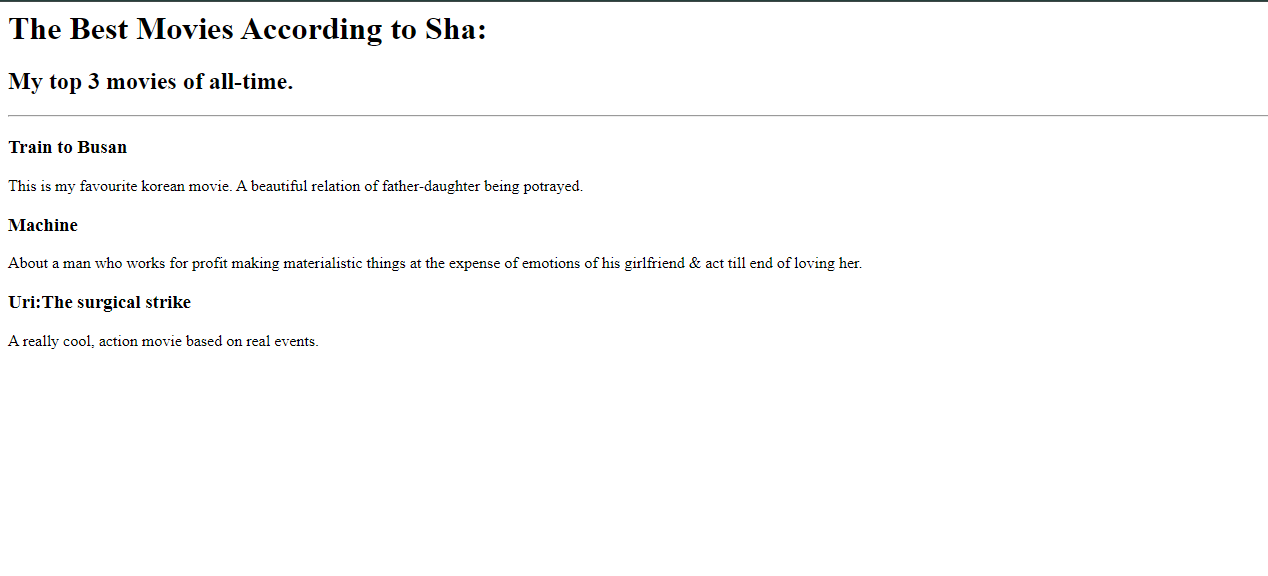 The Best Movies According to Sha:
My top 3 movies of all-time.
Train to Busan
This is my favourite korean movie. A beautiful relation of father-daughter being potrayed.
Machine
About a man who works for profit making materialistic things at the expense of emotions of his girlfriend & act till end of loving her.
Uri:The surgical strike
A really cool, action movie based on real events.